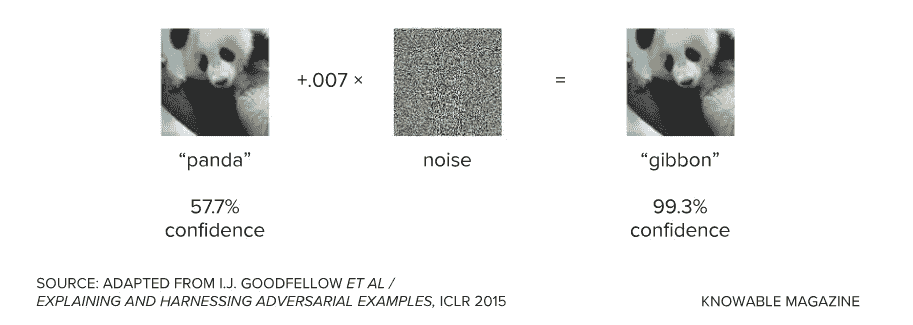 +.007 ×
=
“panda”
noise
“gibbon”
57.7%
confidence
99.3%
confidence
SOURCE: ADAPTED FROM I.J. GOODFELLOW ET AL /
EXPLAINING AND HARNESSING ADVERSARIAL EXAMPLES, ICLR 2015
KNOWABLE MAGAZINE